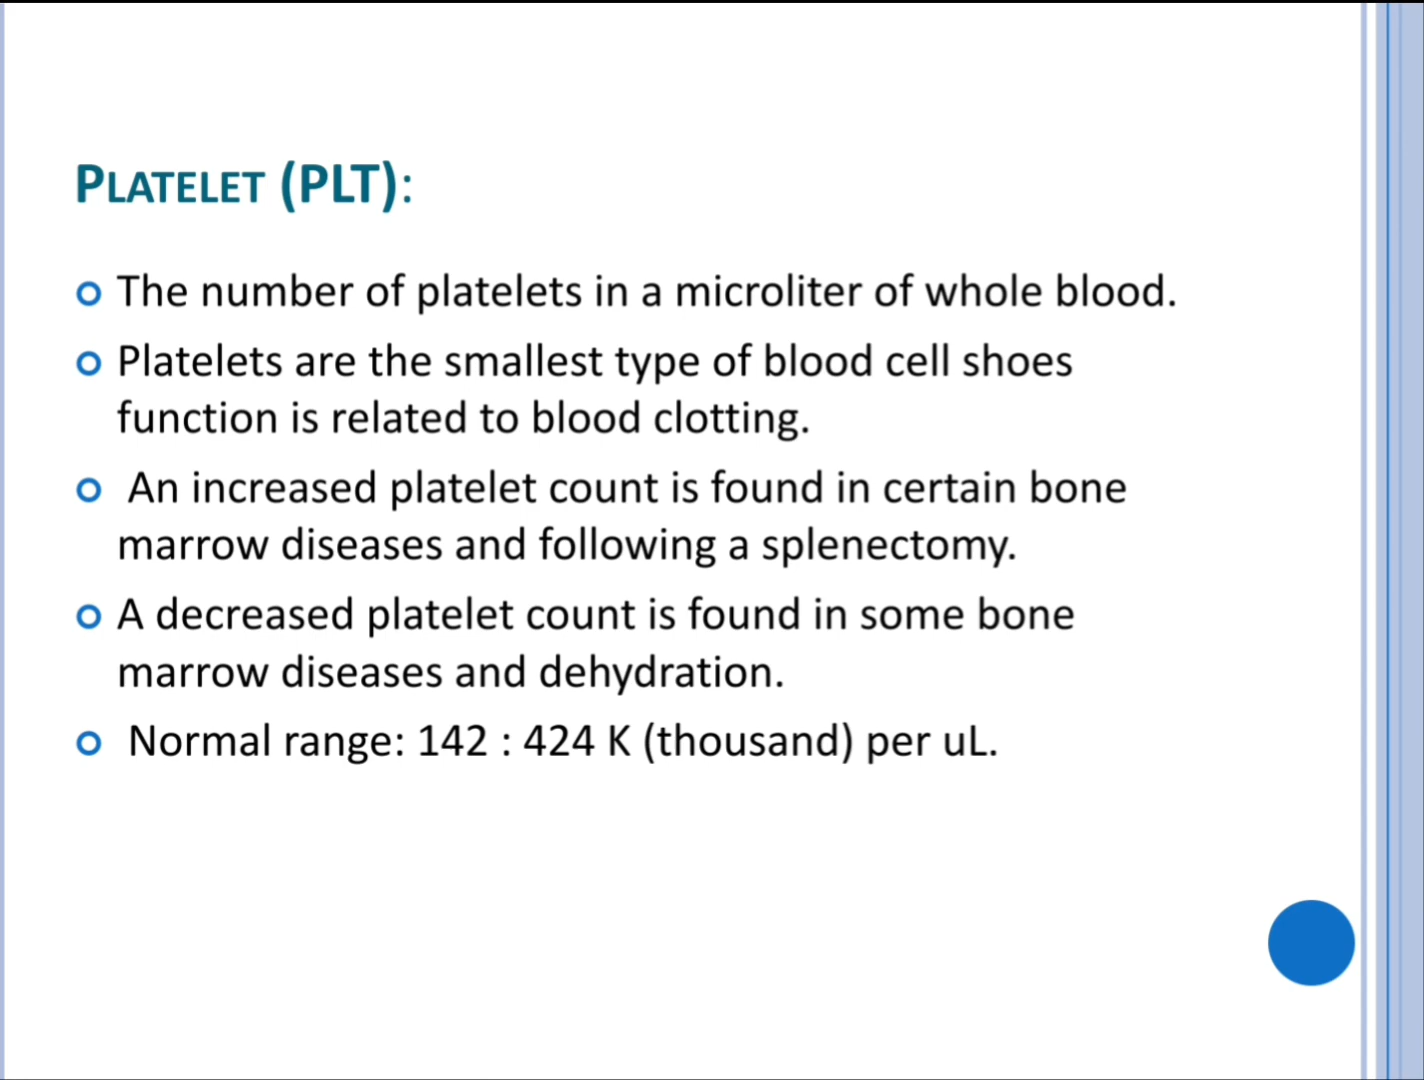 PLATELET (PLT):
The number of platelets in a microliter of whole blood.
Platelets are the smallest type of blood cell shoes
function is related to blood clotting.
An increased platelet count is found in certain bone
marrow diseases and following a splenectomy.
A decreased platelet count is found in some bone
marrow diseases and dehydration.
Normal range: 142 : 424 K (thousand) per uL.